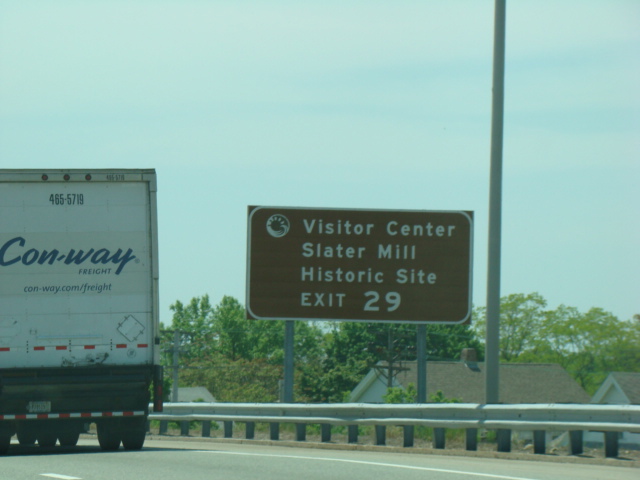 465-5719
Con-way
FREIGHT
con-way.com/freight
Visitor Center
Slater Mill
Historic Site
EXIT 29